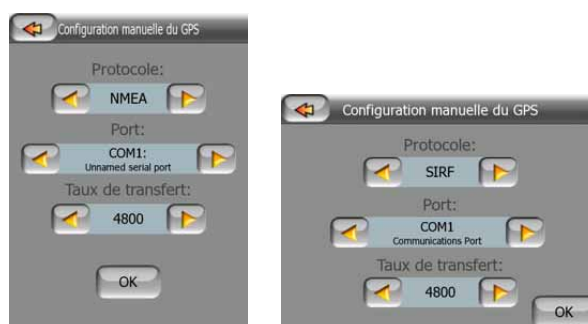 Configuration manuelle du GPS
Protocole:
NMEA
Port:
COM1:
Unnamed serial port
Taux de transfert:
4800
OK
Configuration manuelle du GPS
Protocole:
SIRF
Port:
COM1
Communications Port
Taux de transfert:
4800
OK